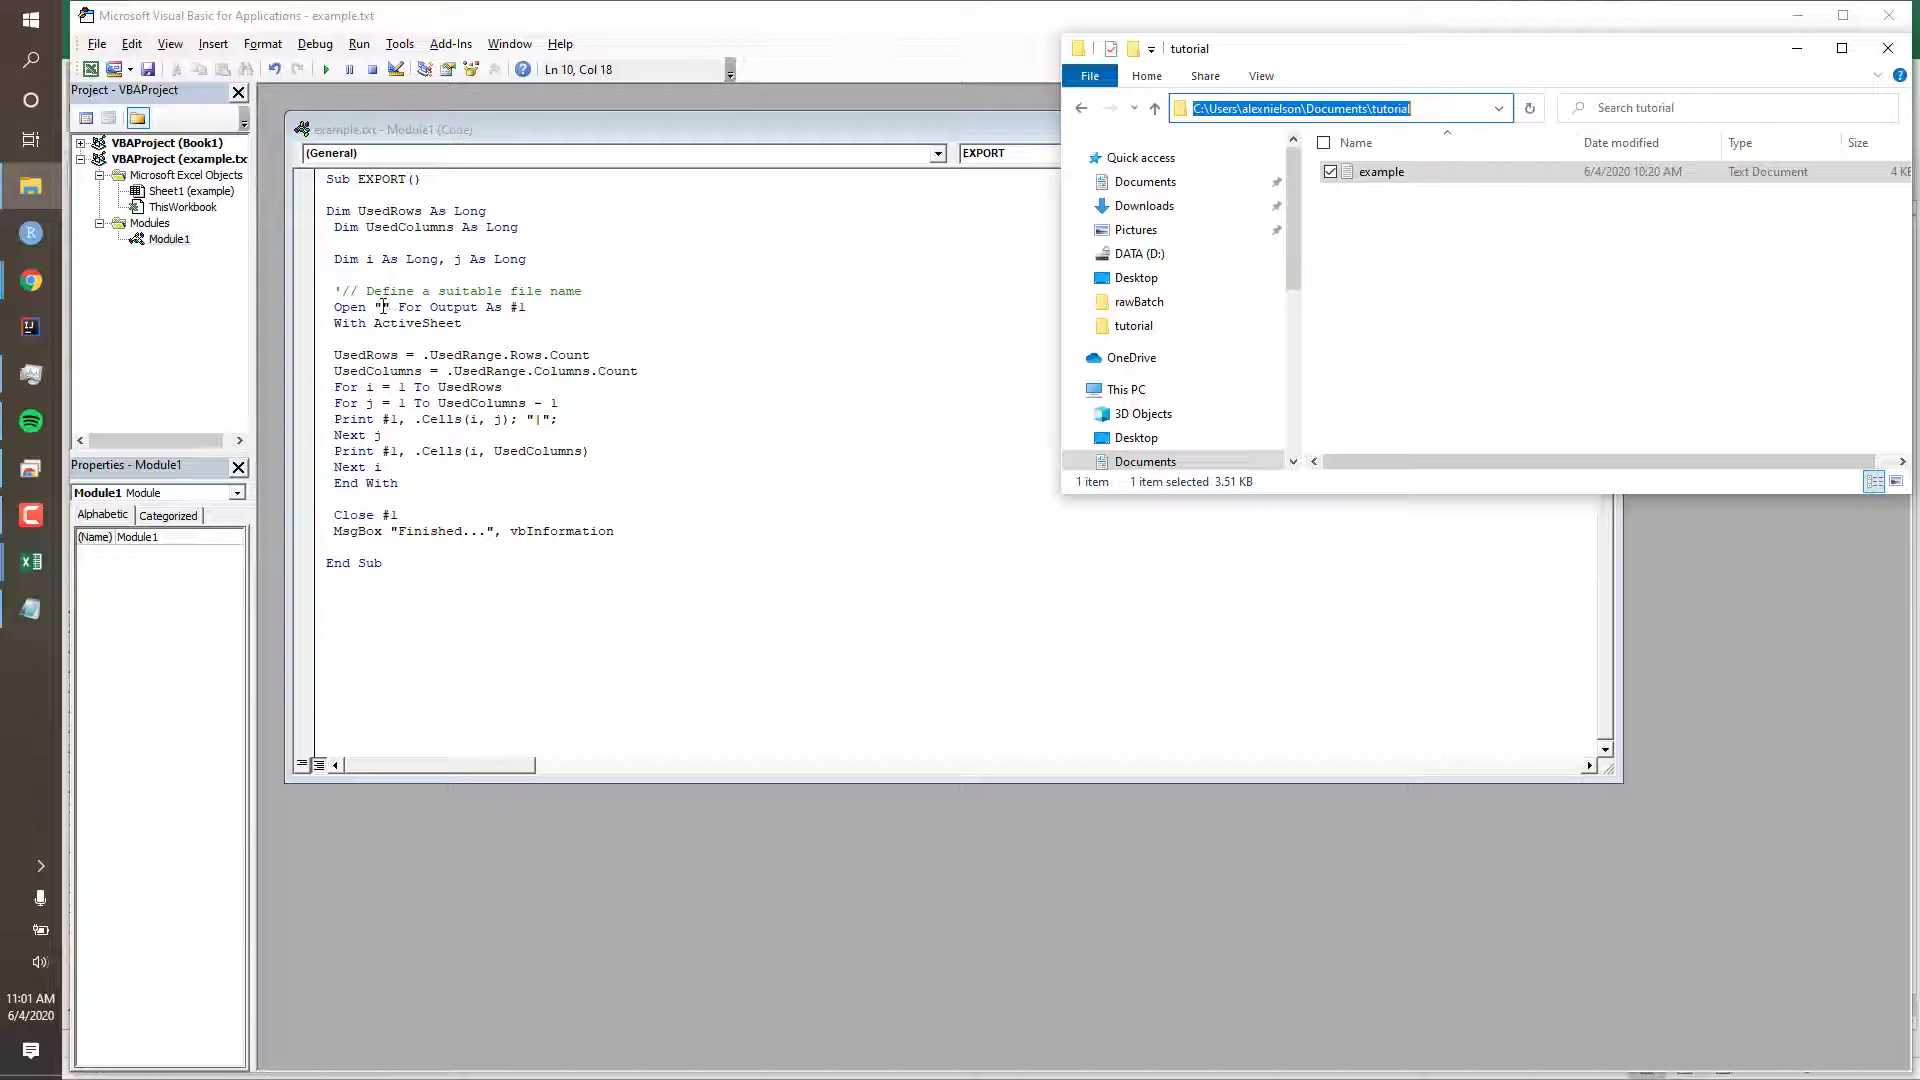 Microsoft Visual Basic for Applications - example.txt
File Edit View Insert Format Debug Run Tools Add-Ins Window Help
Ln 10, Col 18
Project - VBAProject
VBAProject (Book1)
VBAProject (example.tx
Microsoft Excel Objects
Sheet1 (example)
ThisWorkbook
Modules
Module1
Properties - Module1
Module1 Module
Alphabetic Categorized
(Name) Module1
example.txt - Module1 (Code)
(General) EXPORT
Sub EXPORT()
Dim UsedRows As Long
Dim UsedColumns As Long
Dim i As Long, j As Long
'// Define a suitable file name
Open "" For Output As #1
With ActiveSheet
UsedRows = .UsedRange.Rows.Count
UsedColumns = .UsedRange.Columns.Count
For i = 1 To UsedRows
For j = 1 To UsedColumns - 1
Print #1, .Cells(i, j); "|";
Next j
Print #1, .Cells(i, UsedColumns)
Next i
End With
Close #1
MsgBox "Finished...", vbInformation
End Sub
tutorial
File Home Share View
C:\Users\alexnielson\Documents\tutorial
Search tutorial
Name Date modified Type Size
example 6/4/2020 10:20 AM Text Document 4 KB
Quick access
Documents
Downloads
Pictures
DATA (D:)
Desktop
rawBatch
tutorial
OneDrive
This PC
3D Objects
Desktop
Documents
1 item 1 item selected 3.51 KB
11:01 AM
6/4/2020